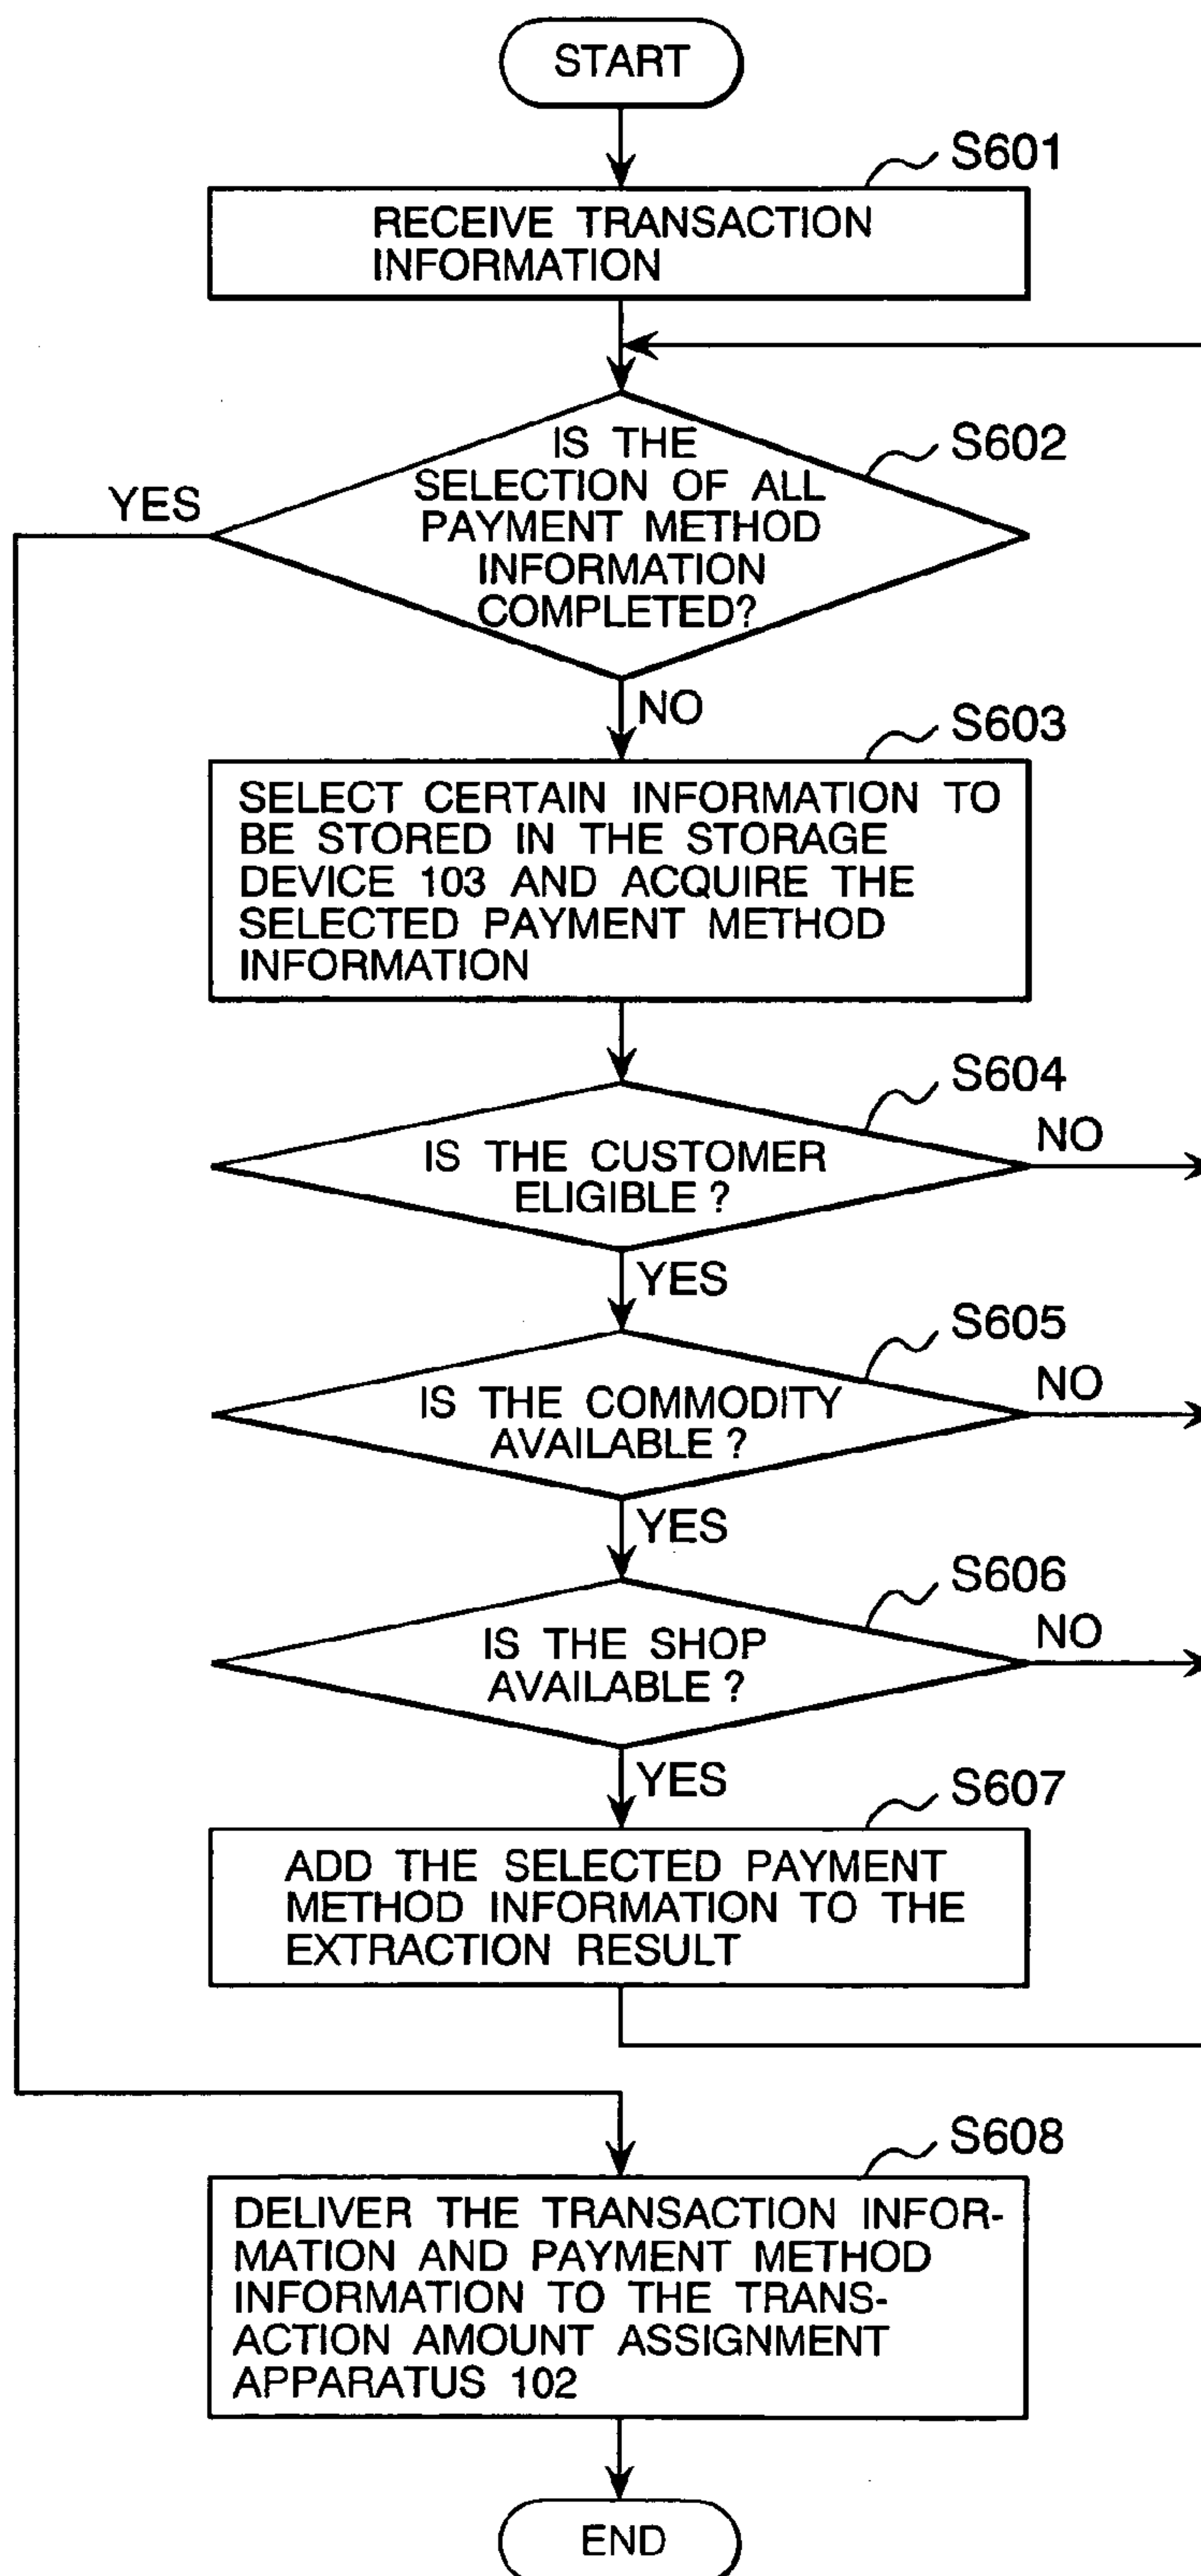 START
S601
RECEIVE TRANSACTION
INFORMATION
S602
IS THE
SELECTION OF ALL
PAYMENT METHOD
INFORMATION
COMPLETED?
YES
NO
S603
SELECT CERTAIN INFORMATION TO
BE STORED IN THE STORAGE
DEVICE 103 AND ACQUIRE THE
SELECTED PAYMENT METHOD
INFORMATION
S604
IS THE CUSTOMER
ELIGIBLE ?
NO
YES
S605
IS THE COMMODITY
AVAILABLE ?
NO
YES
S606
IS THE SHOP
AVAILABLE ?
NO
YES
S607
ADD THE SELECTED PAYMENT
METHOD INFORMATION TO THE
EXTRACTION RESULT
S608
DELIVER THE TRANSACTION INFOR-
MATION AND PAYMENT METHOD
INFORMATION TO THE TRANS-
ACTION AMOUNT ASSIGNMENT
APPARATUS 102
END